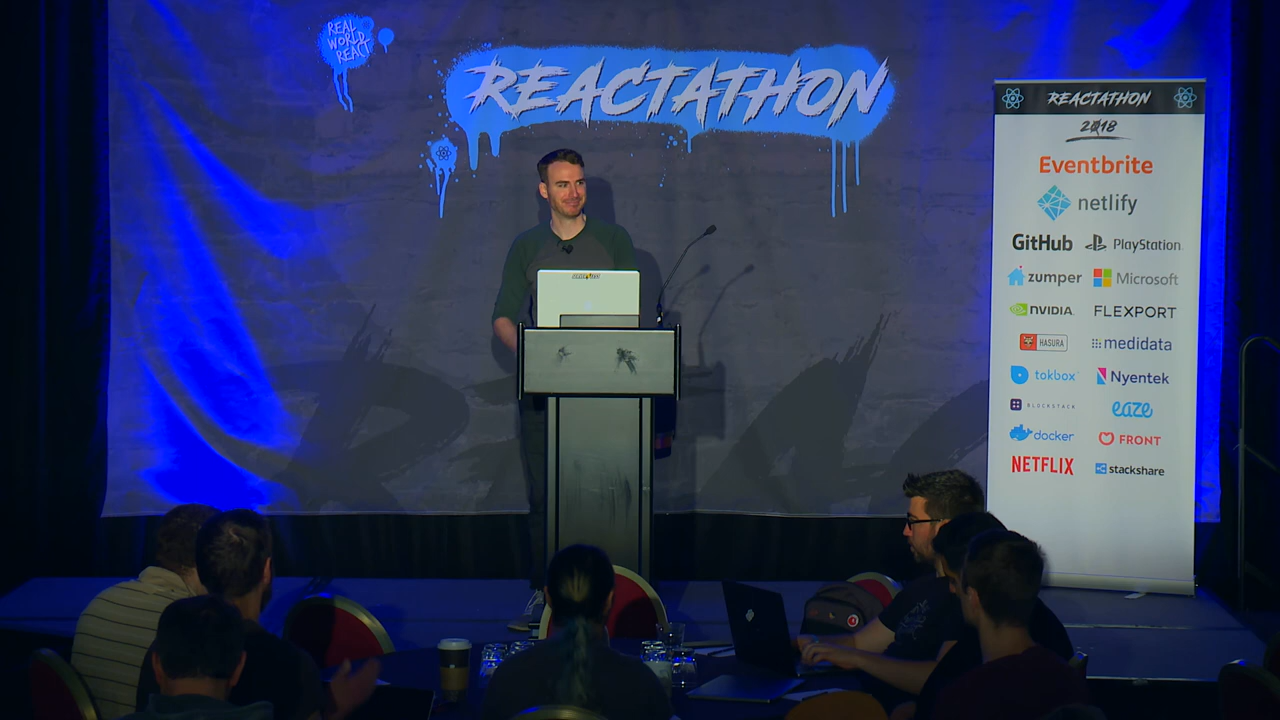 REAL
WORLD
REACT
REACTATHON
REACTATHON
2018
Eventbrite
netlify
GitHub PlayStation
zumper Microsoft
NVIDIA FLEXPORT
HASURA medidata
tokbox Nyentek
BLOCKSTACK eaze
docker FRONT
NETFLIX stackshare